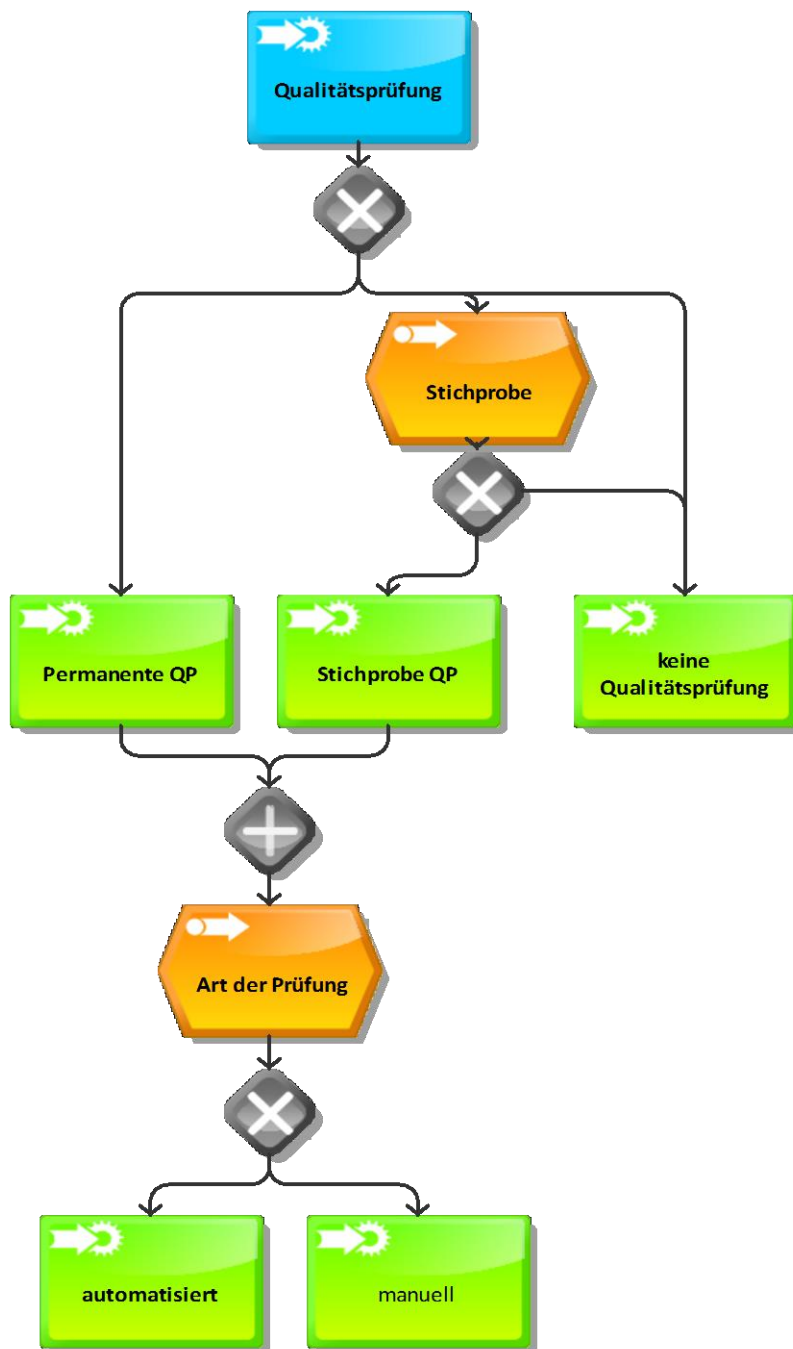 Qualitätsprüfung
Stichprobe
Permanente QP
Stichprobe QP
keine
Qualitätsprüfung
Art der Prüfung
automatisiert
manuell